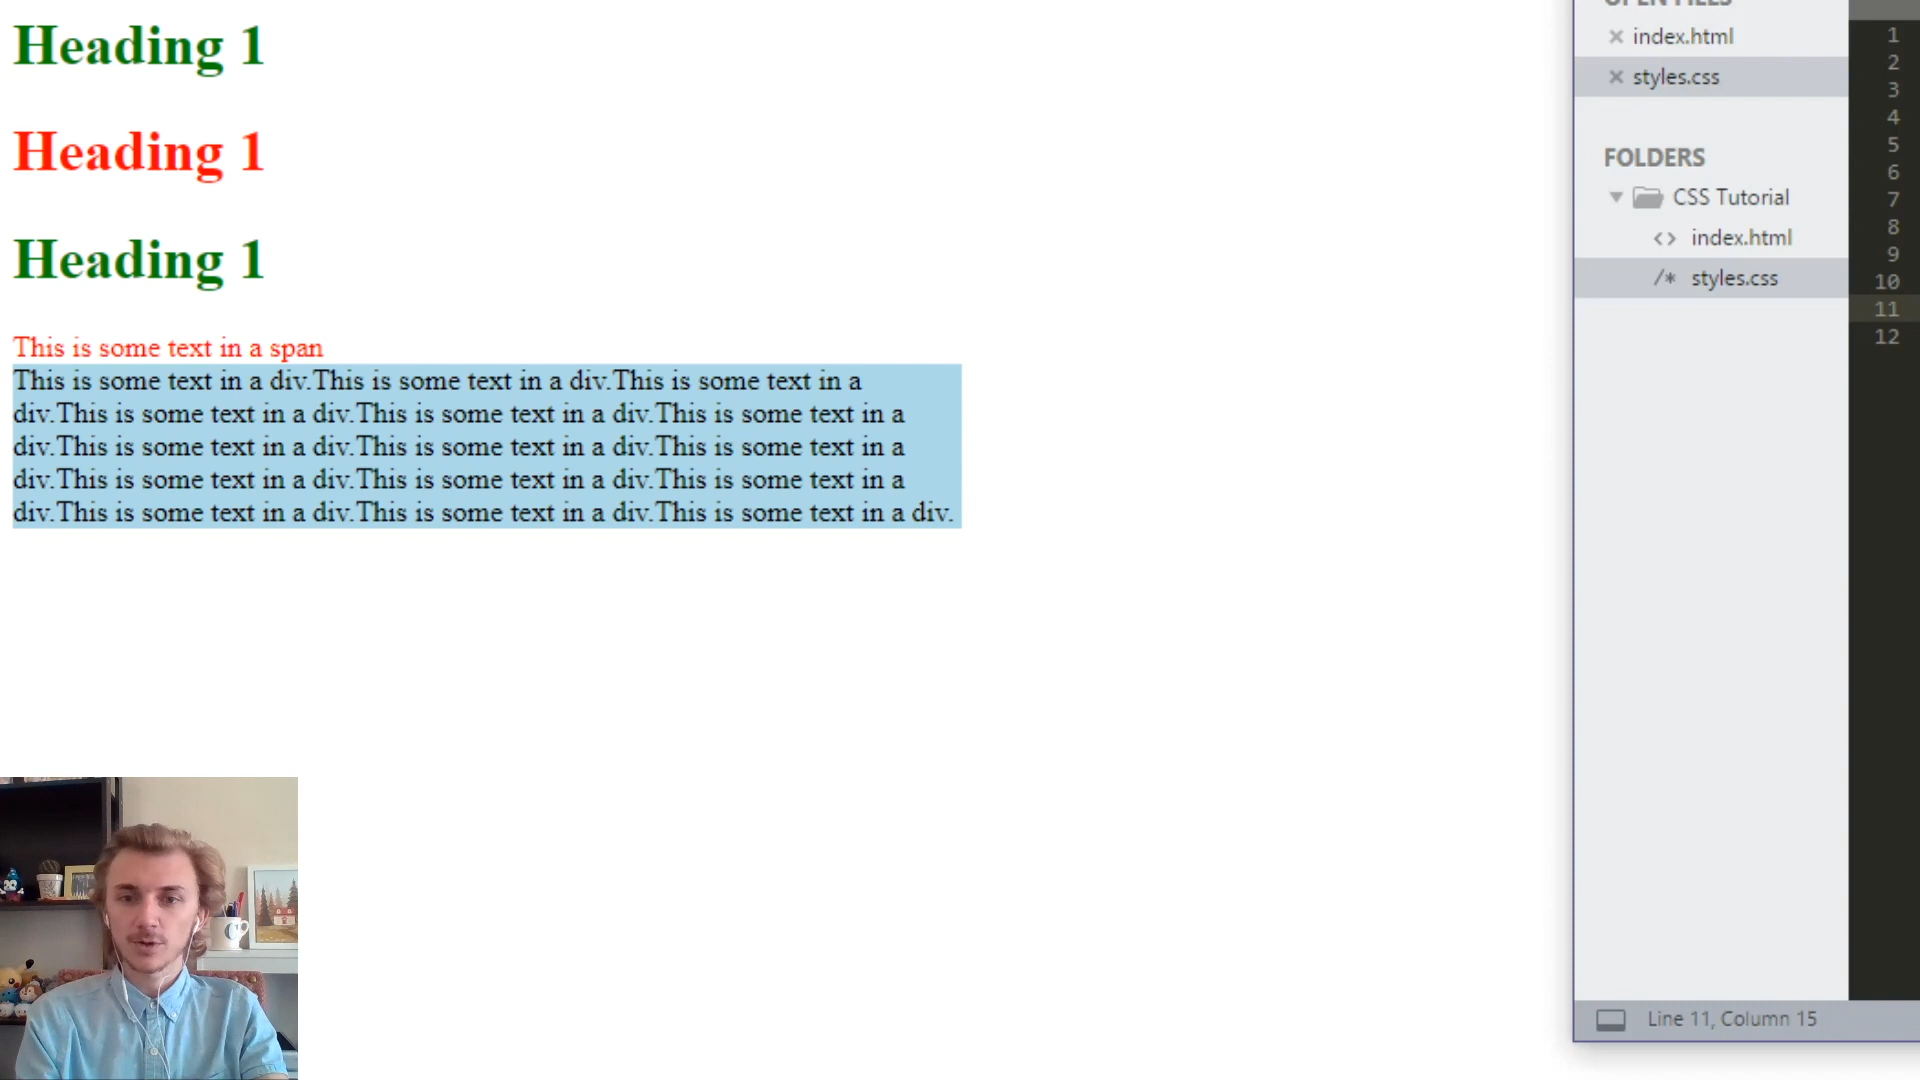 Heading 1
Heading 1
Heading 1
This is some text in a span
This is some text in a div.This is some text in a div.This is some text in a
div.This is some text in a div.This is some text in a div.This is some text in a
div.This is some text in a div.This is some text in a div.This is some text in a
div.This is some text in a div.This is some text in a div.This is some text in a
div.This is some text in a div.This is some text in a div.This is some text in a div.
OPEN FILES
index.html
styles.css
FOLDERS
CSS Tutorial
<> index.html
/* styles.css
1
2
3
4
5
6
7
8
9
10
11
12
Line 11, Column 15